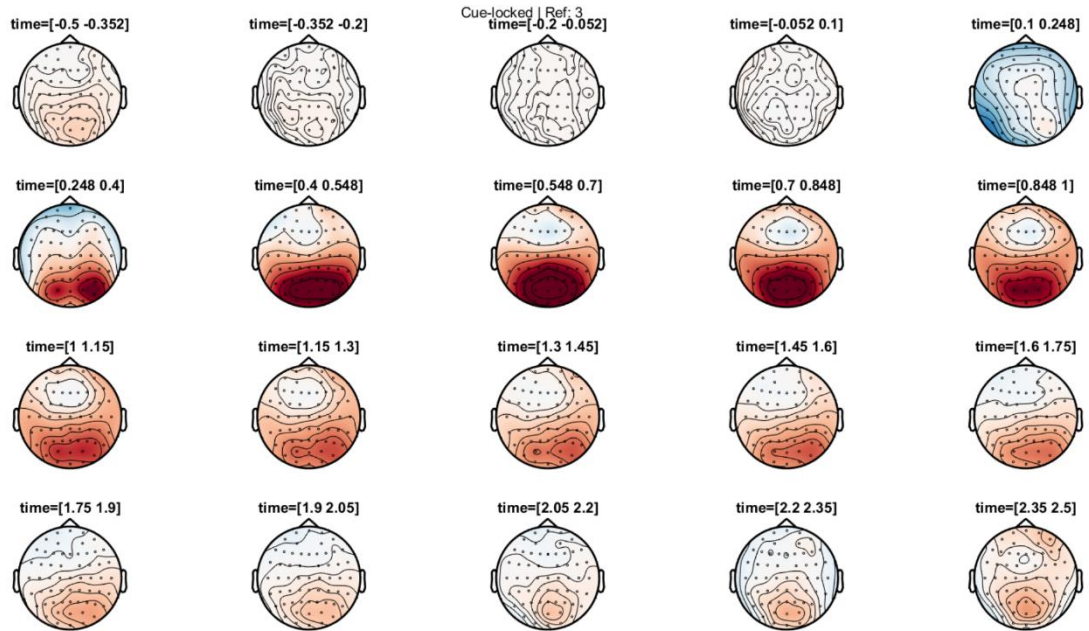 Cue-locked | Ref: 3
time=[-0.5 -0.352]
time=[-0.352 -0.2]
time=[-0.2 -0.052]
time=[-0.052 0.1]
time=[0.1 0.248]
time=[0.248 0.4]
time=[0.4 0.548]
time=[0.548 0.7]
time=[0.7 0.848]
time=[0.848 1]
time=[1 1.15]
time=[1.15 1.3]
time=[1.3 1.45]
time=[1.45 1.6]
time=[1.6 1.75]
time=[1.75 1.9]
time=[1.9 2.05]
time=[2.05 2.2]
time=[2.2 2.35]
time=[2.35 2.5]